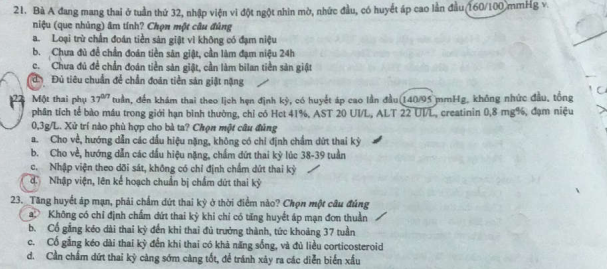 21. Bà A đang mang thai ở tuần thứ 32, nhập viện vì đột ngột nhìn mờ, nhức đầu, có huyết áp cao lần đầu 160/100 mmHg v
niệu (que nhúng) âm tính? Chọn một câu đúng
a. Loại trừ chẩn đoán tiền sản giật vì không có đạm niệu
b. Chưa đủ để chẩn đoán tiền sản giật, cần làm đạm niệu 24h
c. Chưa đủ để chẩn đoán tiền sản giật, cần làm bilan tiền sản giật
d. Đủ tiêu chuẩn để chẩn đoán tiền sản giật nặng
22. Một thai phụ 37 0/7 tuần, đến khám thai theo lịch hẹn định kỳ, có huyết áp cao lần đầu 140/95 mmHg, không nhức đầu, tổng
phân tích tế bào máu trong giới hạn bình thường, chỉ có Hct 41%, AST 20 UI/L, ALT 22 UI/L, creatinin 0,8 mg%, đạm niệu
0,3g/L. Xử trí nào phù hợp cho bà ta? Chọn một câu đúng
a. Cho về, hướng dẫn các dấu hiệu nặng, không có chỉ định chấm dứt thai kỳ
b. Cho về, hướng dẫn các dấu hiệu nặng, chấm dứt thai kỳ lúc 38-39 tuần
c. Nhập viện theo dõi sát, không có chỉ định chấm dứt thai kỳ
d. Nhập viện, lên kế hoạch chuẩn bị chấm dứt thai kỳ
23. Tăng huyết áp mạn, phải chấm dứt thai kỳ ở thời điểm nào? Chọn một câu đúng
a. Không có chỉ định chấm dứt thai kỳ khi chỉ có tăng huyết áp mạn đơn thuần
b. Cố gắng kéo dài thai kỳ đến khi thai đủ trưởng thành, tức khoảng 37 tuần
c. Cố gắng kéo dài thai kỳ đến khi thai có khả năng sống, và đủ liều corticosteroid
d. Cần chấm dứt thai kỳ càng sớm càng tốt, để tránh xảy ra các diễn biến xấu